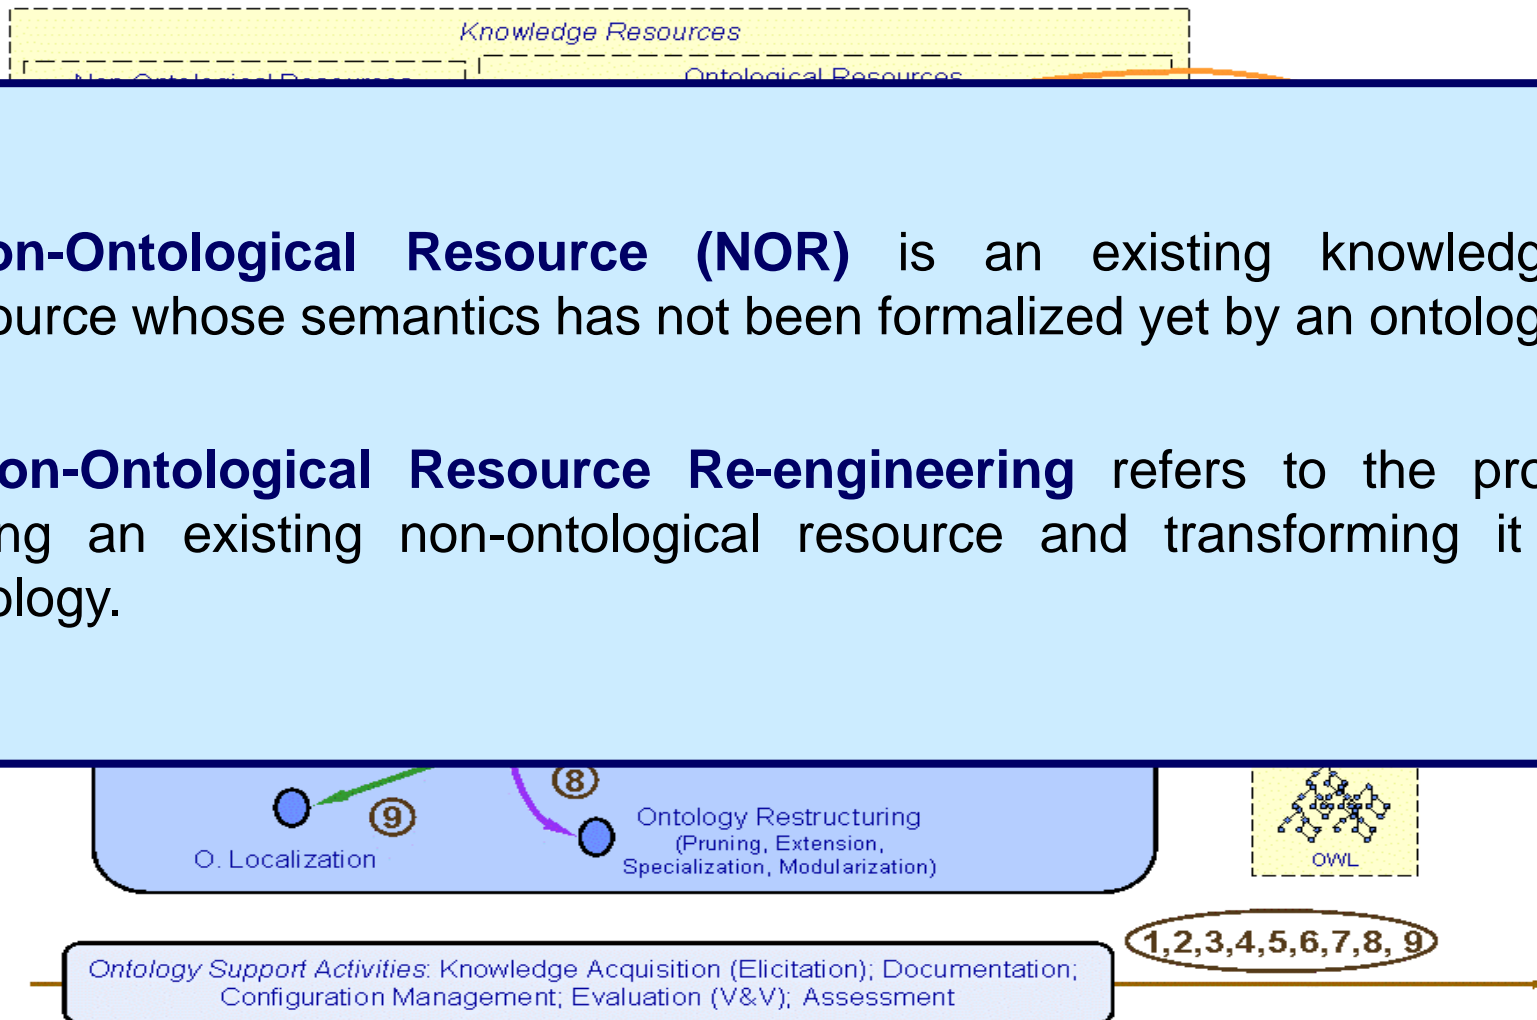 Knowledge Resources
Non Ontological Resources
Ontological Resources
on-Ontological Resource (NOR) is an existing knowledg
ource whose semantics has not been formalized yet by an ontolog
on-Ontological Resource Re-engineering refers to the pro
ng an existing non-ontological resource and transforming it
ology.
8
9
Ontology Restructuring
(Pruning, Extension,
Specialization, Modularization)
O. Localization
OWL
1,2,3,4,5,6,7,8, 9
Ontology Support Activities: Knowledge Acquisition (Elicitation); Documentation;
Configuration Management; Evaluation (V&V); Assessment